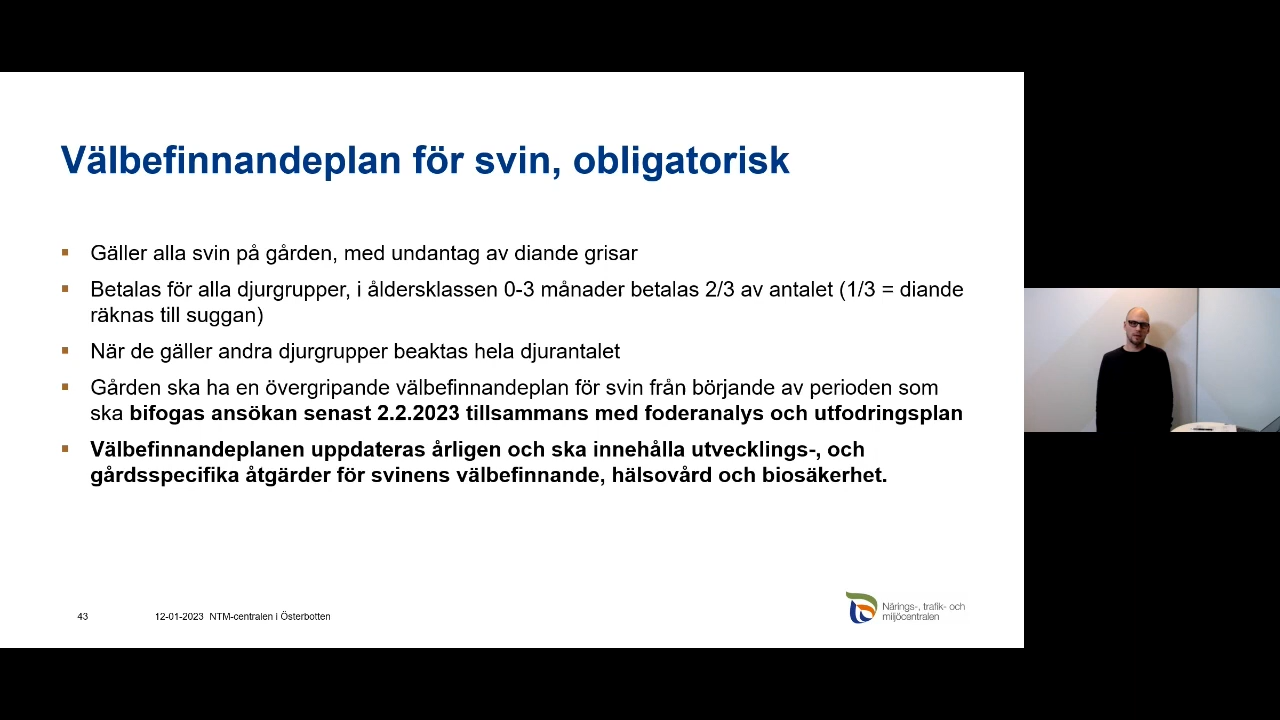 Välbefinnandeplan för svin, obligatorisk
Gäller alla svin på gården, med undantag av diande grisar
Betalas för alla djurgrupper, i åldersklassen 0-3 månader betalas 2/3 av antalet (1/3 = diande
räknas till suggan)
När de gäller andra djurgrupper beaktas hela djurantalet
Gården ska ha en övergripande välbefinnandeplan för svin från börjande av perioden som
ska bifogas ansökan senast 2.2.2023 tillsammans med foderanalys och utfodringsplan
Välbefinnandeplanen uppdateras årligen och ska innehålla utvecklings-, och
gårdsspecifika åtgärder för svinens välbefinnande, hälsovård och biosäkerhet.
43 12-01-2023 NTM-centralen i Österbotten
Närings-, trafik- och
miljöcentralen